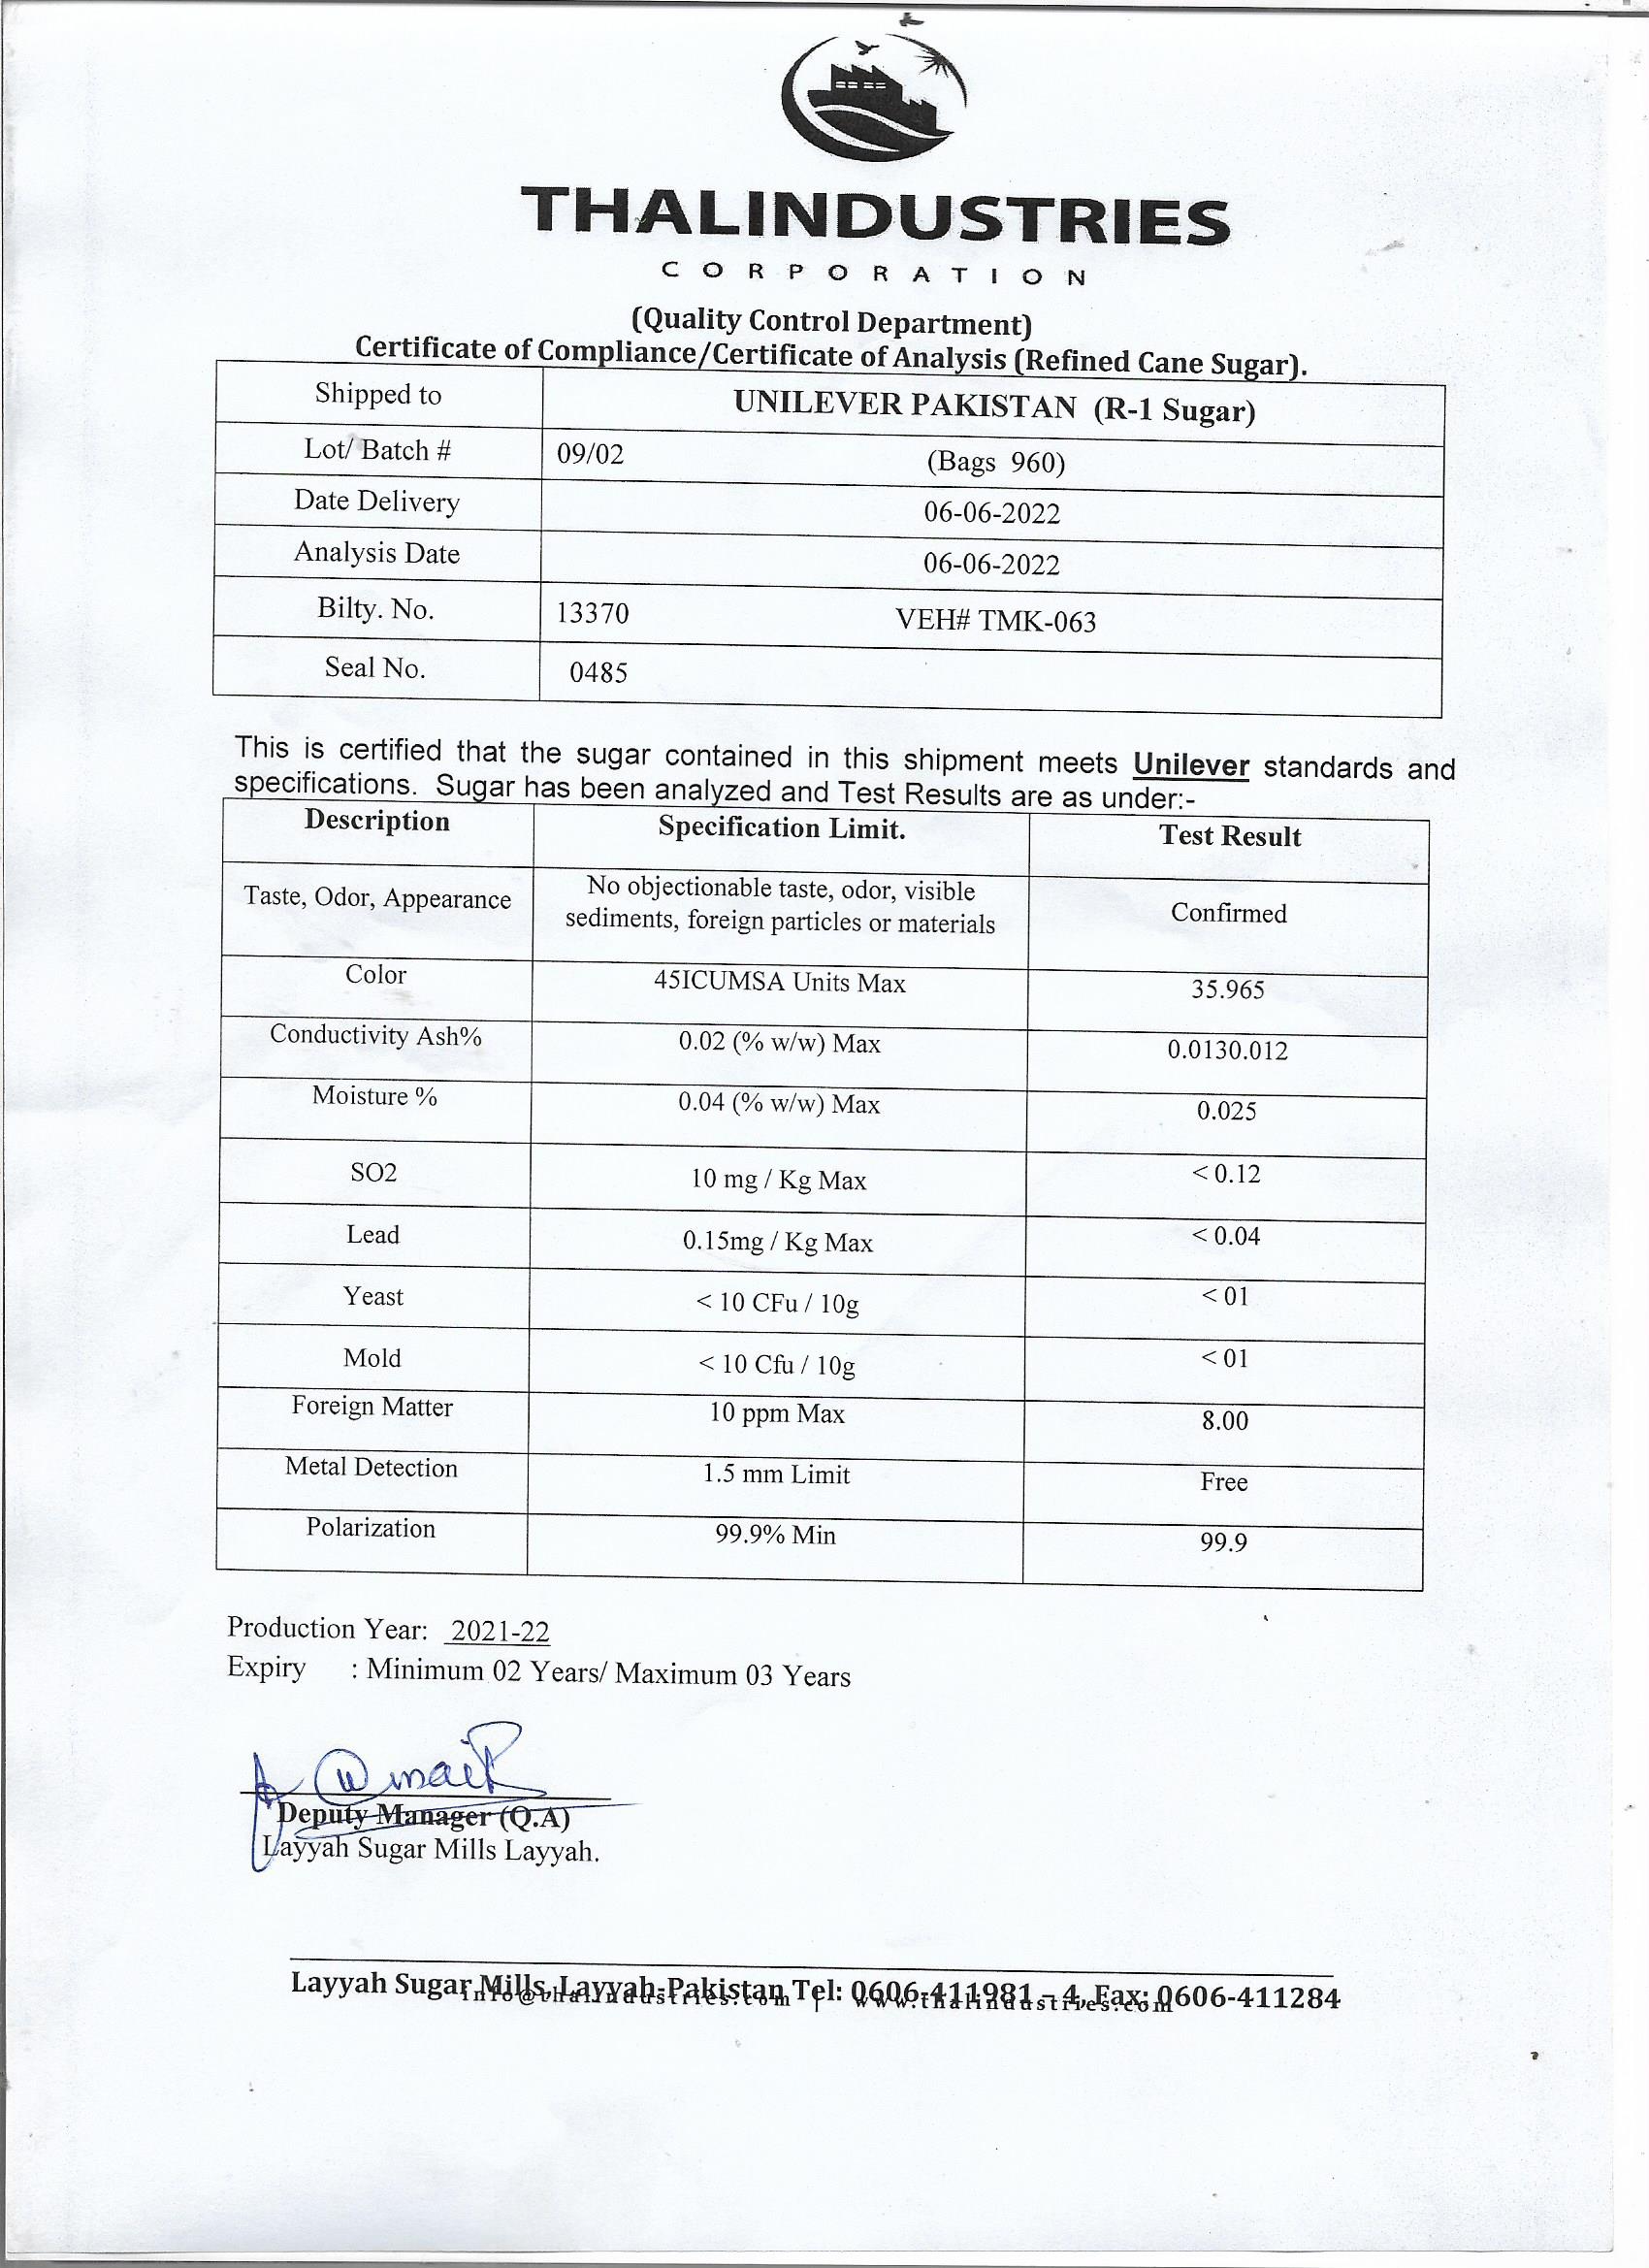 THALINDUSTRIES
CORPORATION
(Quality Control Department)
Certificate of Compliance/Certificate of Analysis (Refined Cane Sugar).
Shipped to UNILEVER PAKISTAN (R-1 Sugar)
Lot/ Batch # 09/02 (Bags 960)
Date Delivery 06-06-2022
Analysis Date 06-06-2022
Bilty. No. 13370 VEH# TMK-063
Seal No. 0485
This is certified that the sugar contained in this shipment meets Unilever standards and
specifications. Sugar has been analyzed and Test Results are as under:-
Description Specification Limit. Test Result
Taste, Odor, Appearance No objectionable taste, odor, visible
sediments, foreign particles or materials Confirmed
Color 45ICUMSA Units Max 35.965
Conductivity Ash% 0.02 (% w/w) Max 0.0130.012
Moisture % 0.04 (% w/w) Max 0.025
SO2 10 mg / Kg Max < 0.12
Lead 0.15mg / Kg Max < 0.04
Yeast < 10 CFu / 10g < 01
Mold < 10 Cfu / 10g < 01
Foreign Matter 10 ppm Max 8.00
Metal Detection 1.5 mm Limit Free
Polarization 99.9% Min 99.9
Production Year: 2021-22
Expiry : Minimum 02 Years/ Maximum 03 Years
Deputy Manager (Q.A)
Layyah Sugar Mills Layyah.
Layyah Sugar Mills, Layyah-Pakistan Tel: 0606-411981 – 4, Fax: 0606-411284
info@thalindustries.com | www.thalindustries.com